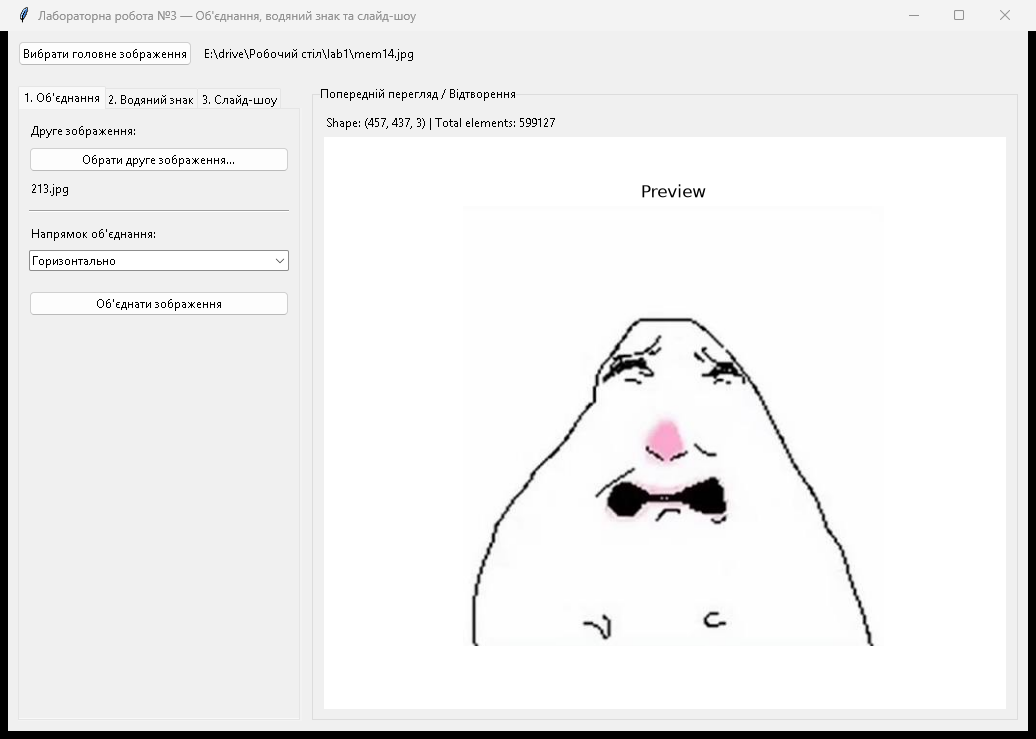 Лабораторна робота №3 — Об'єднання, водяний знак та слайд-шоу
Вибрати головне зображення E:\drive\Робочий стіл\lab1\mem14.jpg
1. Об'єднання 2. Водяний знак 3. Слайд-шоу
Друге зображення:
Обрати друге зображення...
213.jpg
Напрямок об'єднання:
Горизонтально
Об'єднати зображення
Попередній перегляд / Відтворення
Shape: (457, 437, 3) | Total elements: 599127
Preview